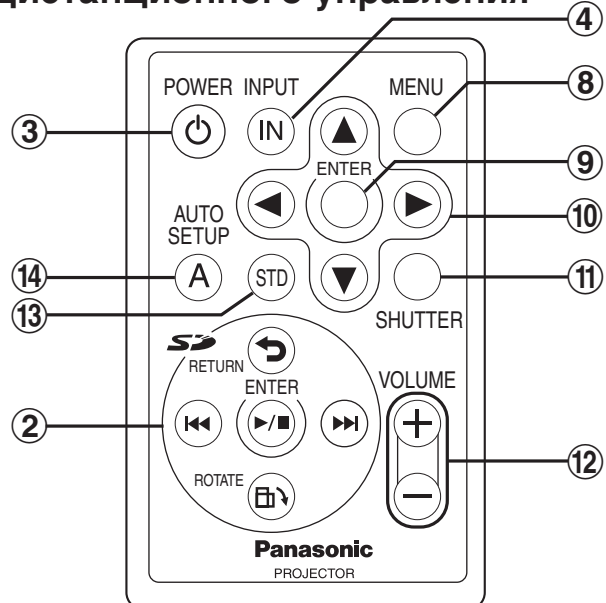 дистанционного управления
4
POWER INPUT MENU
8
3
IN
ENTER
9
AUTO
SETUP
10
14
A
STD
11
13
SHUTTER
SD
RETURN
VOLUME
ENTER
2
12
ROTATE
Panasonic
PROJECTOR